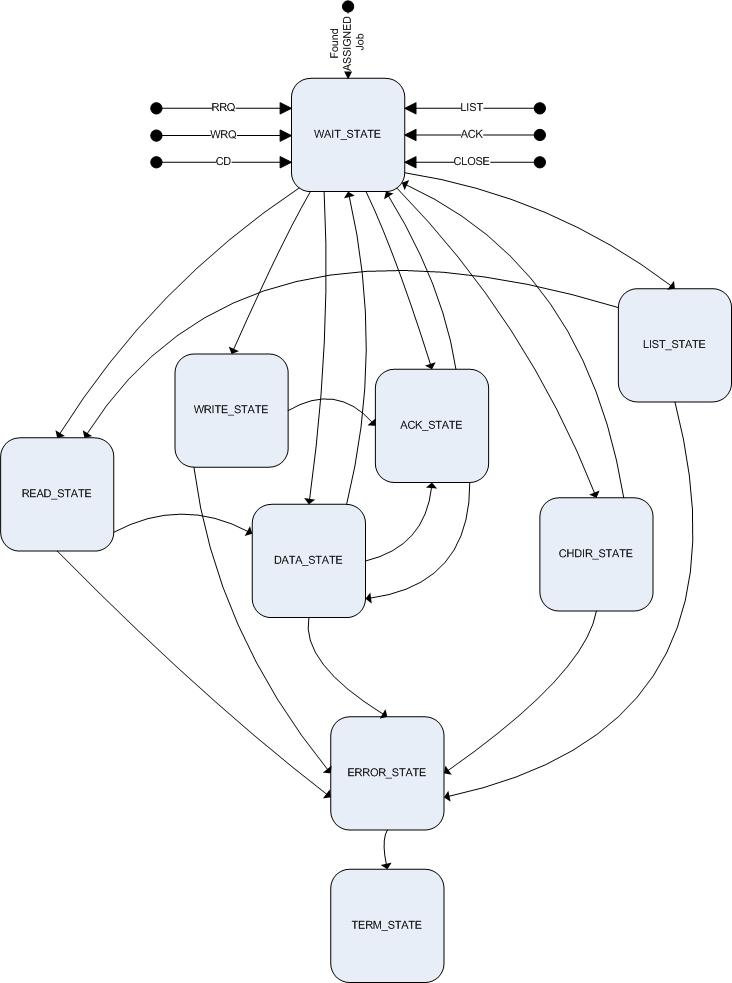 Found
ASSIGNED
Job
RRQ
WRQ
CD
WAIT_STATE
LIST
ACK
CLOSE
LIST_STATE
WRITE_STATE
ACK_STATE
READ_STATE
DATA_STATE
CHDIR_STATE
ERROR_STATE
TERM_STATE